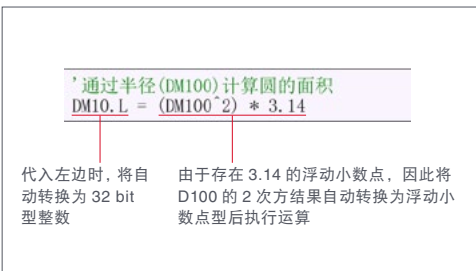 '通过半径(DM100)计算圆的面积
DM10.L = (DM100^2) * 3.14
代入左边时，将自
动转换为 32 bit
型整数
由于存在 3.14 的浮动小数点，因此将
D100 的 2 次方结果自动转换为浮动小
数点型后执行运算